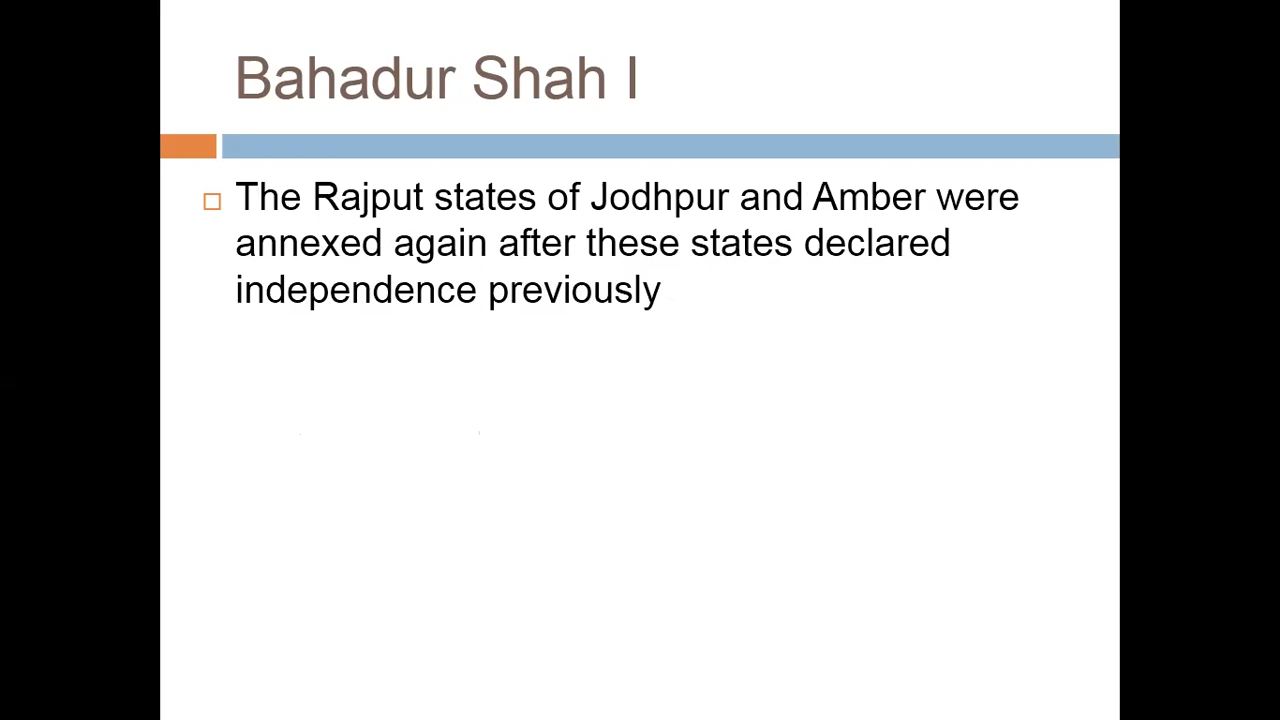 Bahadur Shah I
The Rajput states of Jodhpur and Amber were
annexed again after these states declared
independence previously